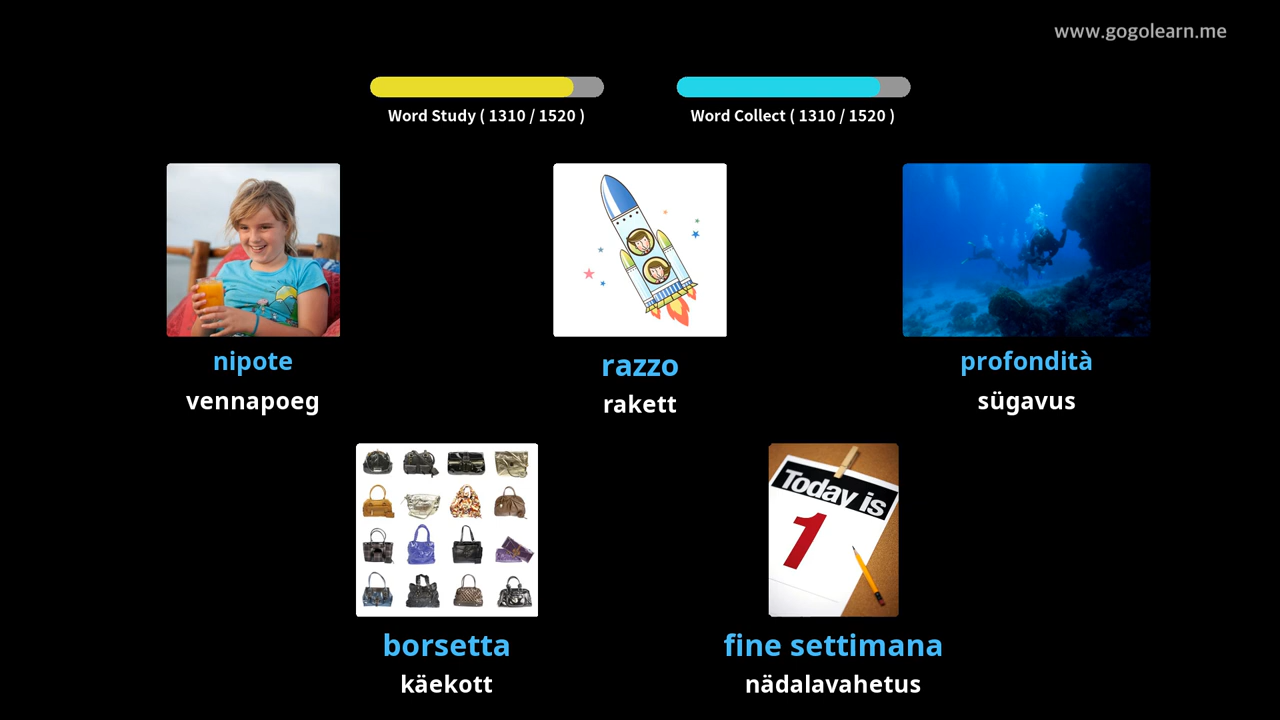 www.gogolearn.me
Word Study ( 1310 / 1520 )
Word Collect ( 1310 / 1520 )
nipote
vennapoeg
razzo
rakett
profondità
sügavus
Today is
1
borsetta
käekott
fine settimana
nädalavahetus